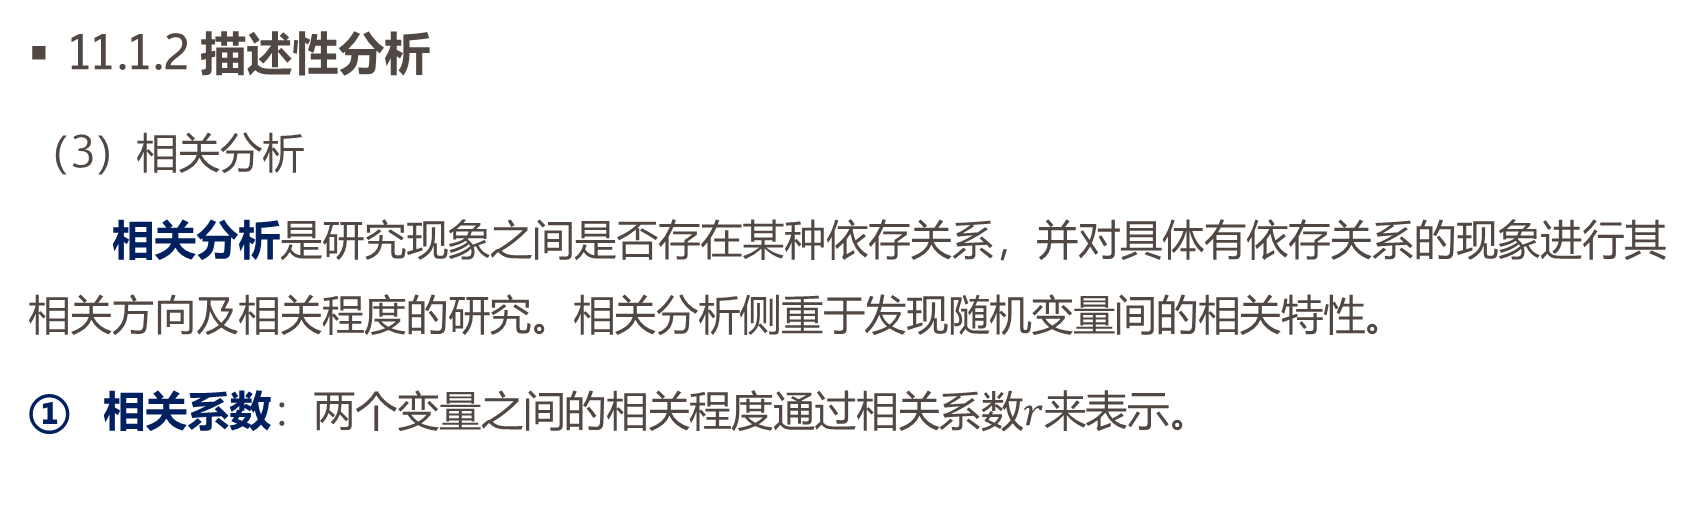 ▪ 11.1.2 描述性分析
（3）相关分析
相关分析是研究现象之间是否存在某种依存关系，并对具体有依存关系的现象进行其
相关方向及相关程度的研究。相关分析侧重于发现随机变量间的相关特性。
① 相关系数：两个变量之间的相关程度通过相关系数r来表示。